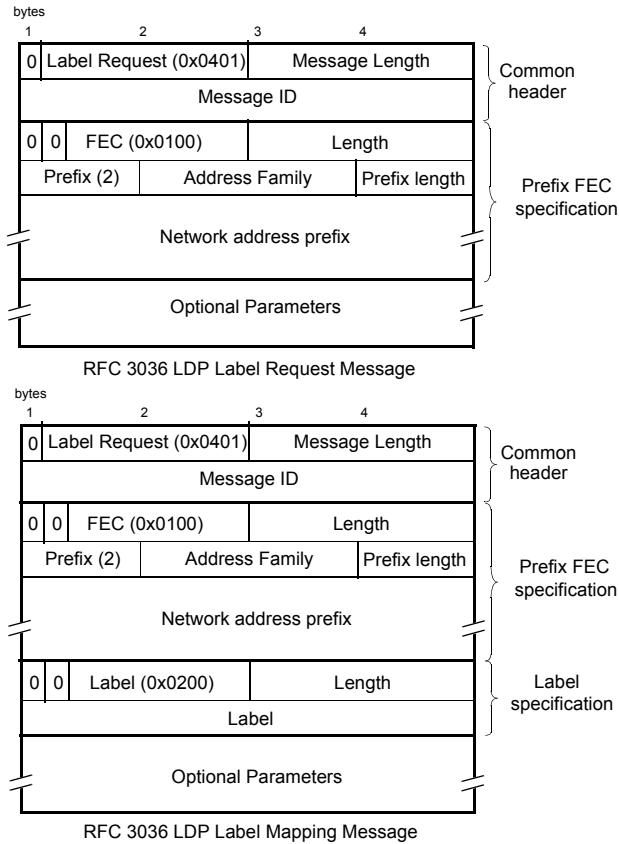 bytes
1 2 3 4
0 Label Request (0x0401) Message Length
Common header
Message ID
0 0 FEC (0x0100) Length
Prefix (2) Address Family Prefix length
Prefix FEC specification
Network address prefix
Optional Parameters
RFC 3036 LDP Label Request Message
bytes
1 2 3 4
0 Label Request (0x0401) Message Length
Common header
Message ID
0 0 FEC (0x0100) Length
Prefix (2) Address Family Prefix length
Prefix FEC specification
Network address prefix
0 0 Label (0x0200) Length
Label specification
Label
Optional Parameters
RFC 3036 LDP Label Mapping Message